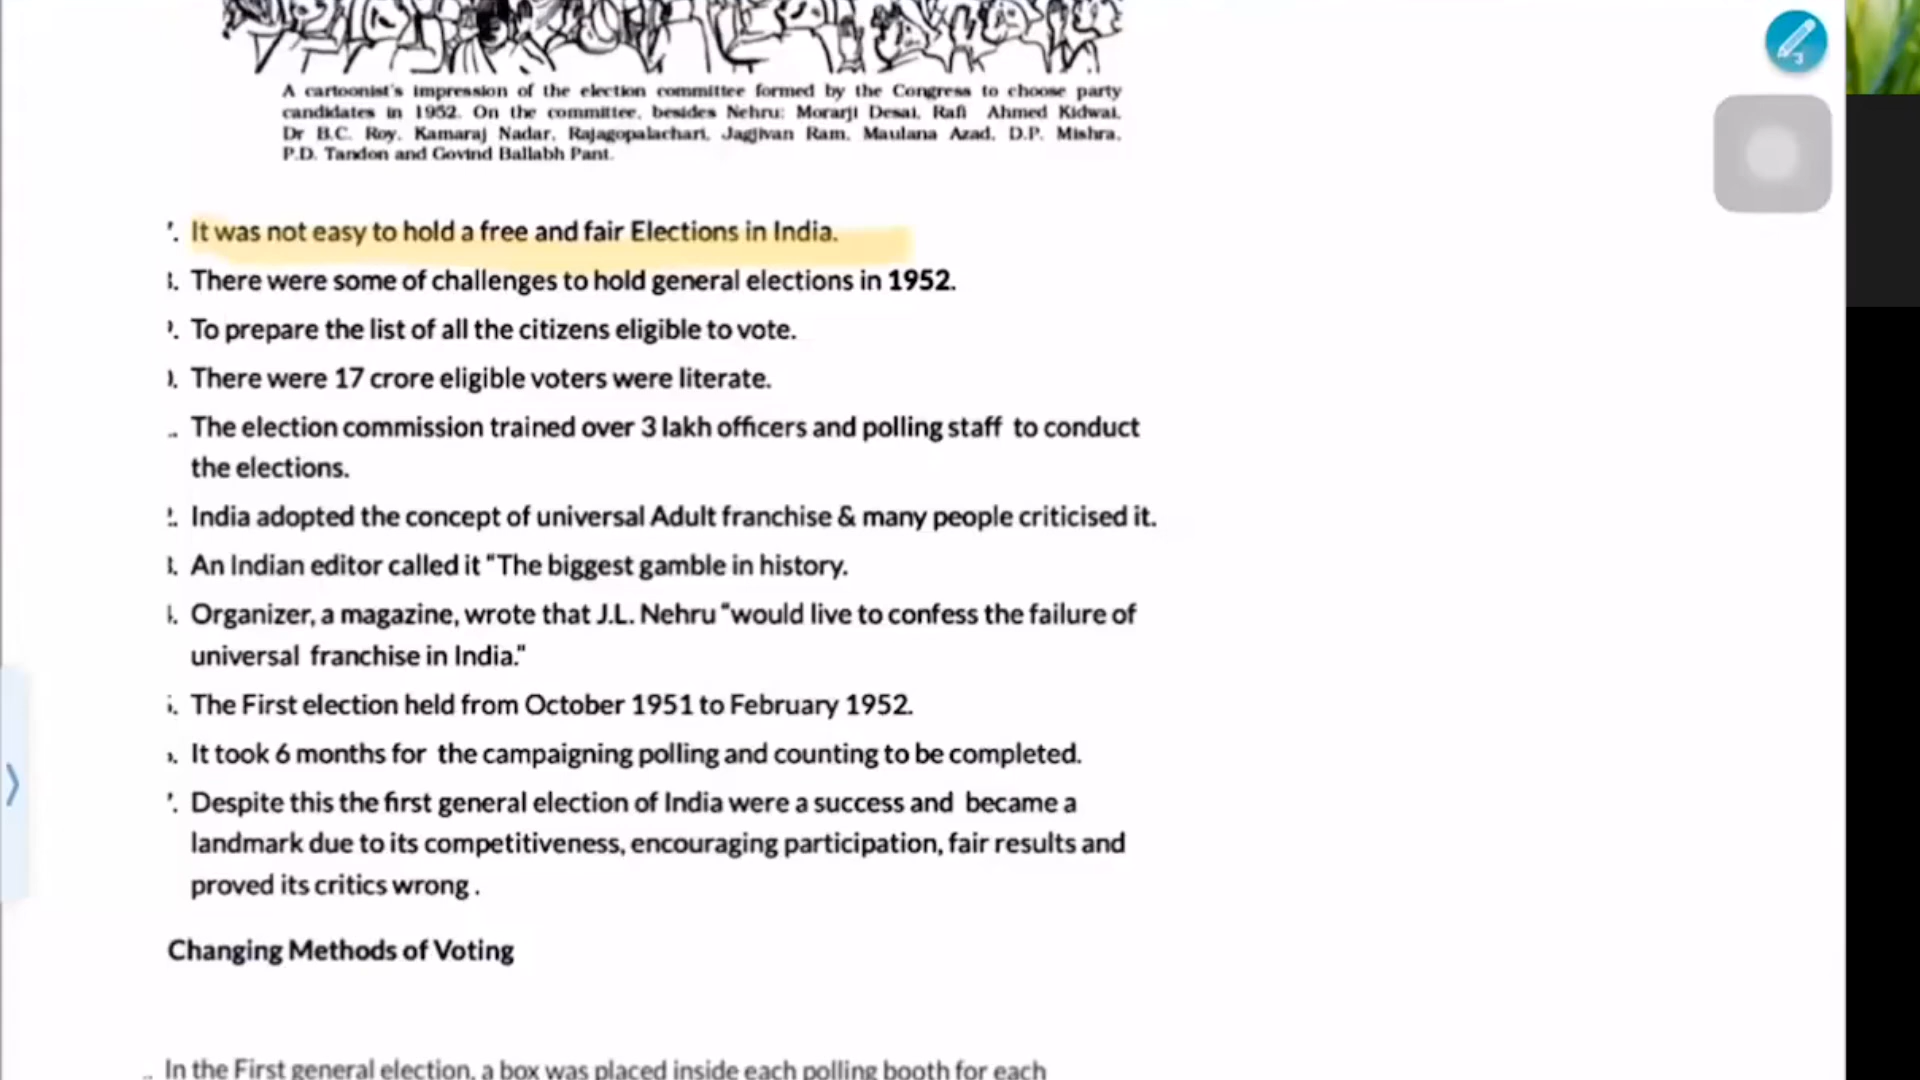 A cartoonist's impression of the election committee formed by the Congress to choose party
candidates in 1952. On the committee, besides Nehru: Morarji Desai, Rafi Ahmed Kidwai,
Dr B.C. Roy, Kamaraj Nadar, Rajagopalachari, Jagjivan Ram, Maulana Azad, D.P. Mishra,
P.D. Tandon and Govind Ballabh Pant.
It was not easy to hold a free and fair Elections in India.
There were some of challenges to hold general elections in 1952.
To prepare the list of all the citizens eligible to vote.
There were 17 crore eligible voters were literate.
The election commission trained over 3 lakh officers and polling staff to conduct
the elections.
India adopted the concept of universal Adult franchise & many people criticised it.
An Indian editor called it "The biggest gamble in history.
Organizer, a magazine, wrote that J.L. Nehru "would live to confess the failure of
universal franchise in India."
The First election held from October 1951 to February 1952.
It took 6 months for the campaigning polling and counting to be completed.
Despite this the first general election of India were a success and became a
landmark due to its competitiveness, encouraging participation, fair results and
proved its critics wrong .
Changing Methods of Voting
In the First general election, a box was placed inside each polling booth for each